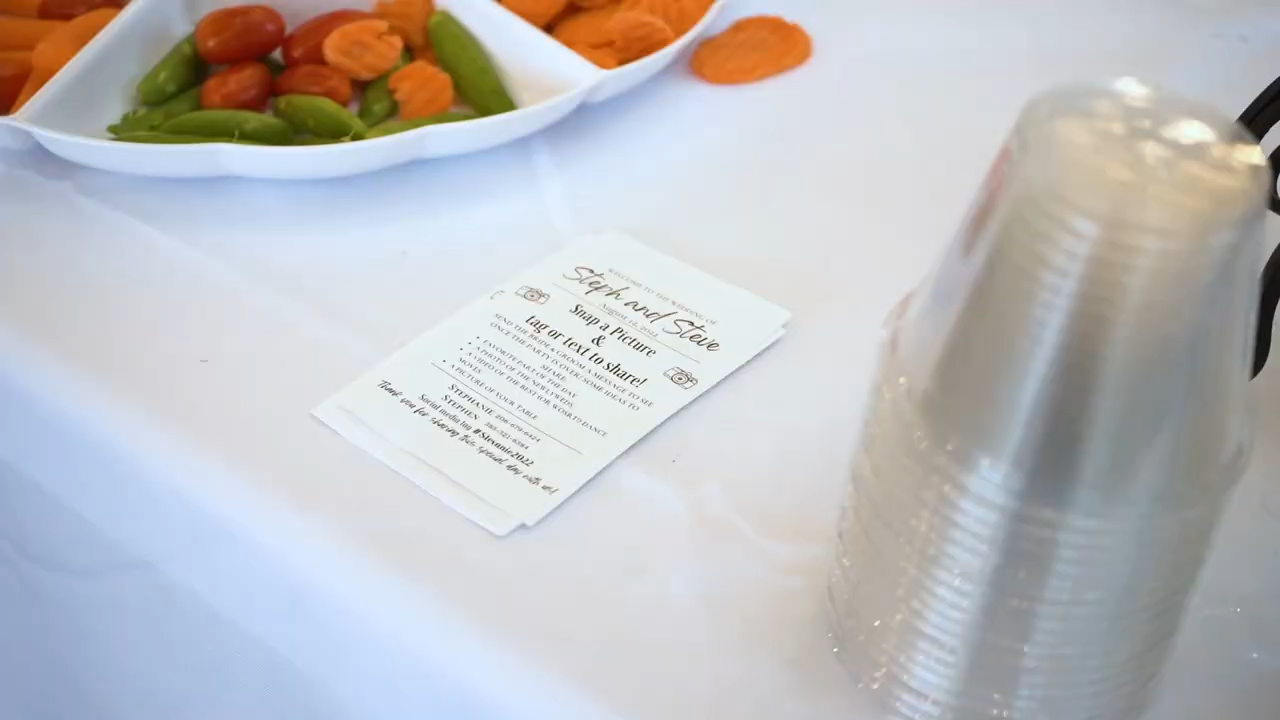 WELCOME TO THE WEDDING OF
Steph and Steve
August 14, 2022
Snap a Picture
&
tag or text to share!
SEND THE BRIDE & GROOM A MESSAGE TO SEE
ONCE THE PARTY IS OVER! SOME IDEAS TO
SHARE:
• FAVORITE PART OF THE DAY
• A PHOTO OF THE NEWLYWEDS
• A VIDEO OF THE BEST (OR WORST) DANCE
MOVES
• A PICTURE OF YOUR TABLE
STEPHANIE
STEPHEN
Social media tag #Stevanie2022
Thank you for sharing this special day with us!